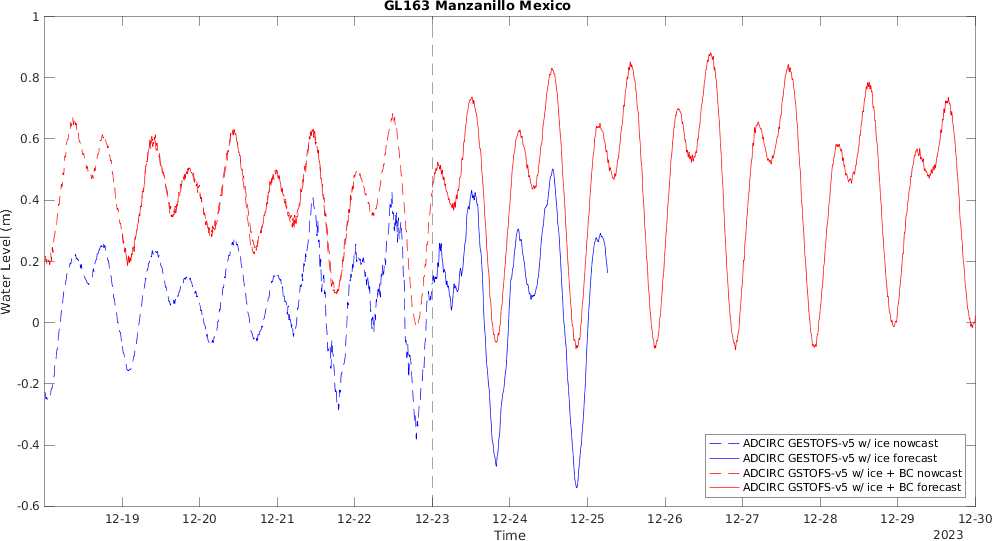 GL163 Manzanillo Mexico
1
0.8
0.6
0.4
0.2
0
-0.2
-0.4
-0.6
Water Level (m)
ADCIRC GESTOFS-v5 w/ ice nowcast
ADCIRC GESTOFS-v5 w/ ice forecast
ADCIRC GSTOFS-v5 w/ ice + BC nowcast
ADCIRC GSTOFS-v5 w/ ice + BC forecast
12-19 12-20 12-21 12-22 12-23 12-24 12-25 12-26 12-27 12-28 12-29 12-30
Time
2023